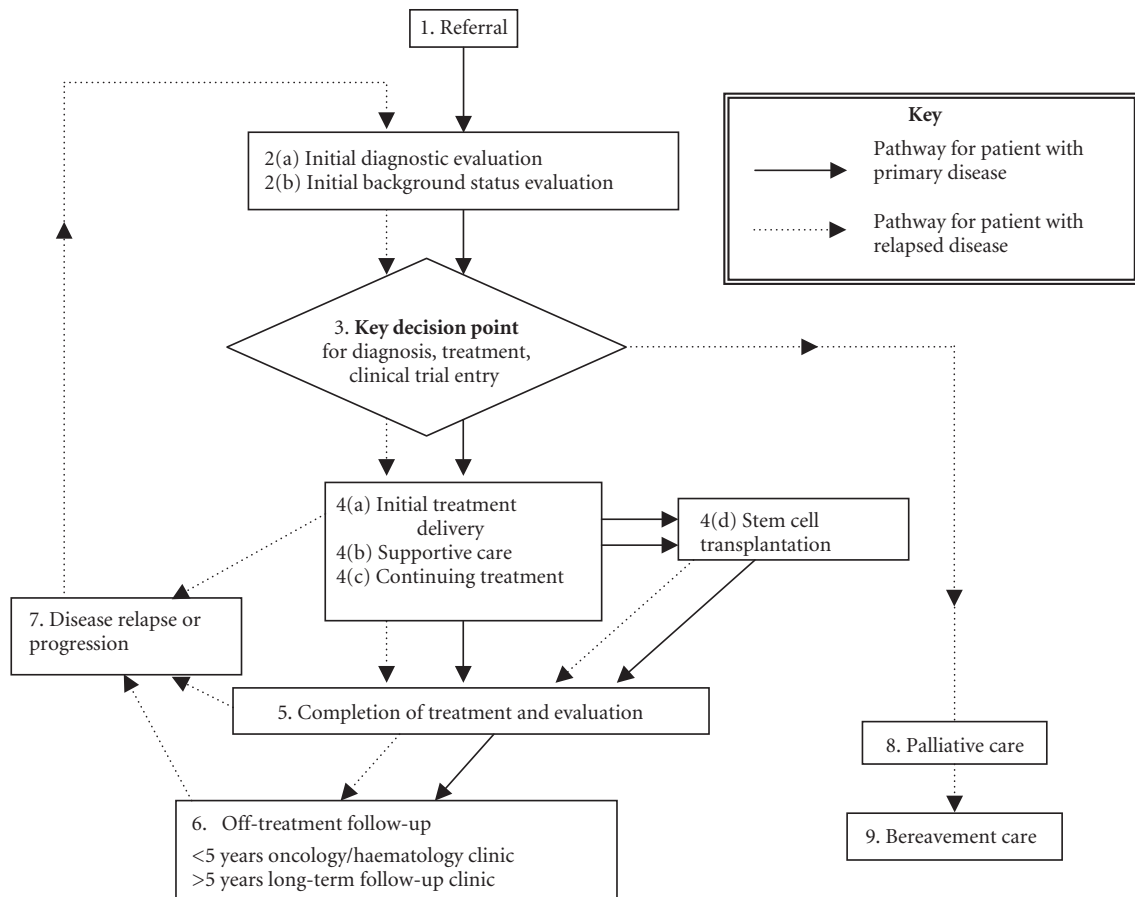 1. Referral
2(a) Initial diagnostic evaluation
2(b) Initial background status evaluation
Key
Pathway for patient with
primary disease
Pathway for patient with
relapsed disease
3. Key decision point
for diagnosis, treatment,
clinical trial entry
4(a) Initial treatment
delivery
4(b) Supportive care
4(c) Continuing treatment
4(d) Stem cell
transplantation
7. Disease relapse or
progression
5. Completion of treatment and evaluation
8. Palliative care
6. Off-treatment follow-up
<5 years oncology/haematology clinic
>5 years long-term follow-up clinic
9. Bereavement care